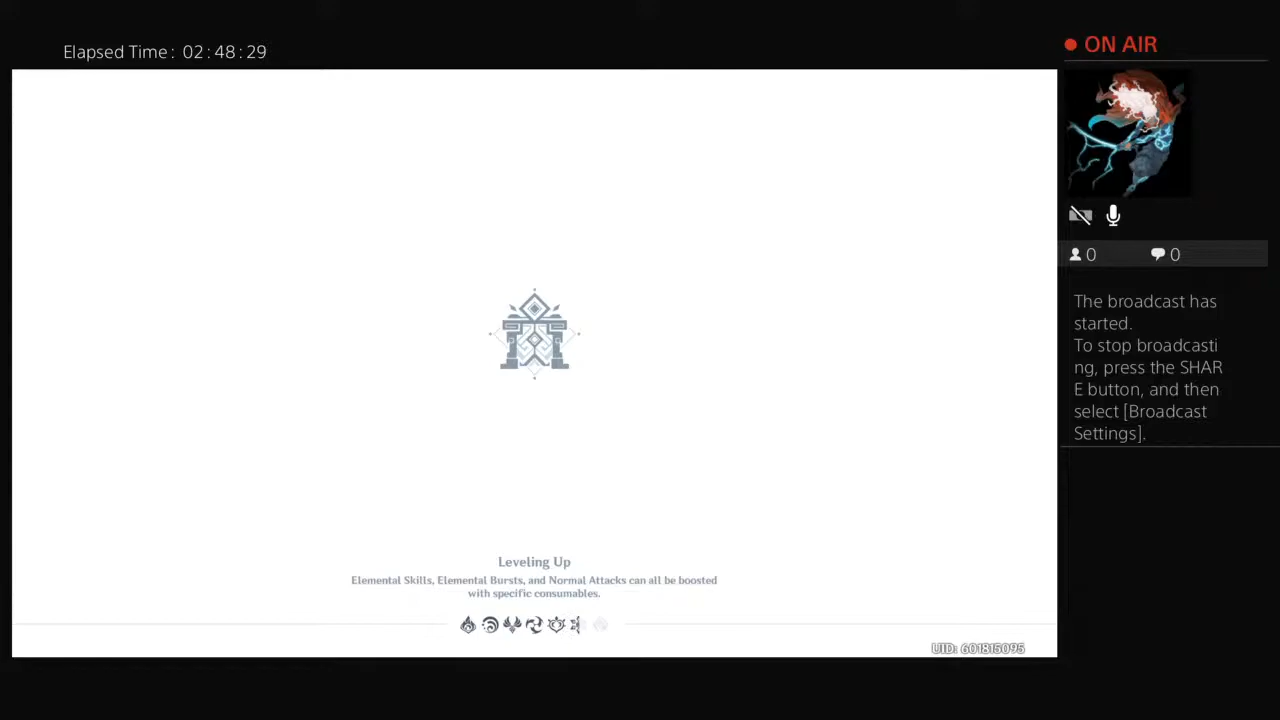 Elapsed Time: 02:48:29
ON AIR
0 0
The broadcast has
started.
To stop broadcasti
ng, press the SHAR
E button, and then
select [Broadcast
Settings].
Leveling Up
Elemental Skills, Elemental Bursts, and Normal Attacks can all be boosted
with specific consumables.
UID: 601815095